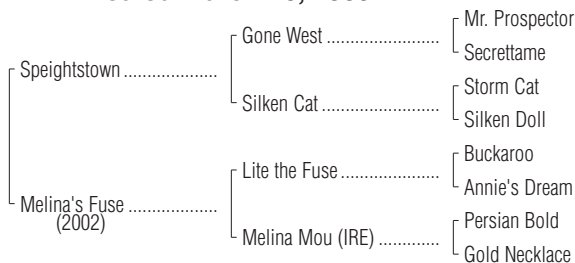 Mr. Prospector
Gone West
Secrettame
Speightstown
Storm Cat
Silken Cat
Silken Doll
Buckaroo
Lite the Fuse
Annie's Dream
Melina's Fuse
(2002)
Persian Bold
Melina Mou (IRE)
Gold Necklace